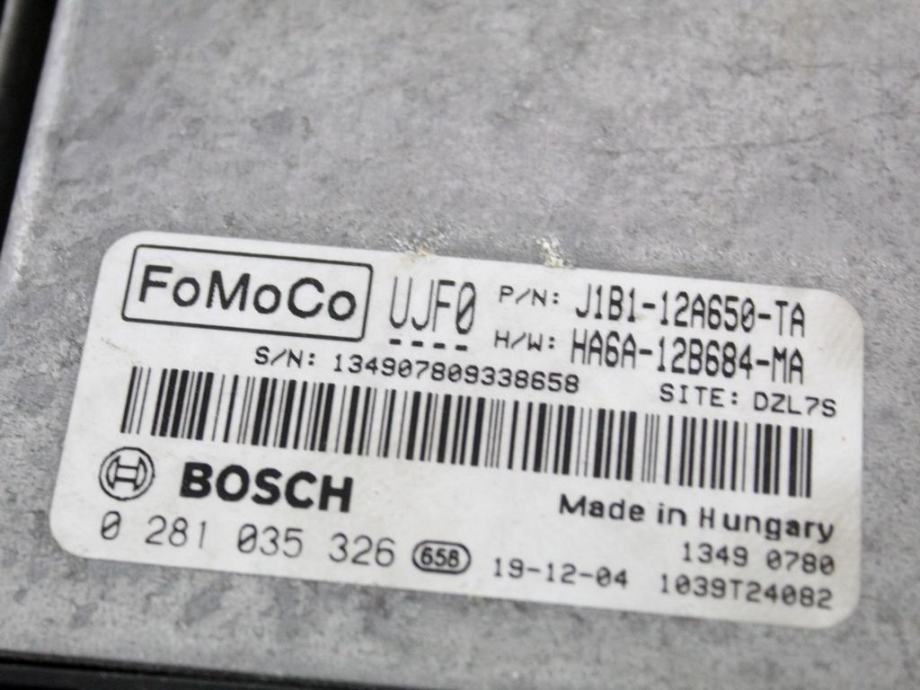 FoMoCo UJF0 P/N: J1B1-12A650-TA
H/W: HA6A-12B684-MA
S/N: 134907809338658 SITE: DZL7S
BOSCH Made in Hungary
0 281 035 326 658 19-12-04 1349 0780
1039T24082